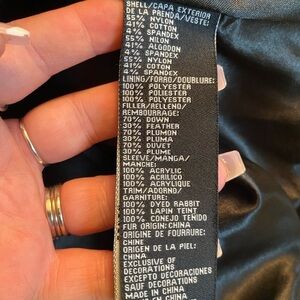 SHELL/CAPA EXTERIOR
DE LA PRENDA/VESTE:
55% NYLON
41% COTTON
4% SPANDEX
55% NILON
41% ALGODON
4% SPANDEX
55% NYLON
41% COTON
4% SPANDEX
LINING/FORRO/DOUBLURE:
100% POLYESTER
100% POLIESTER
100% POLYESTER
FILLER/RELLENO/
REMBOURRAGE:
70% DOWN
30% FEATHER
70% PLUMON
30% PLUMA
70% DUVET
30% PLUME
SLEEVE/MANGA/
MANCHE:
100% ACRYLIC
100% ACRILICO
100% ACRYLIQUE
TRIM/ADORNO/
GARNITURE:
100% DYED RABBIT
100% LAPIN TEINT
100% CONEJO TENIDO
FUR ORIGIN:CHINA
ORIGINE DE FOURRURE:
CHINE
ORIGEN DE LA PIEL:
CHINA
EXCLUSIVE OF
DECORATIONS
EXCEPTO DECORACIONES
SAUF DECORATIONS
MADE IN CHINA